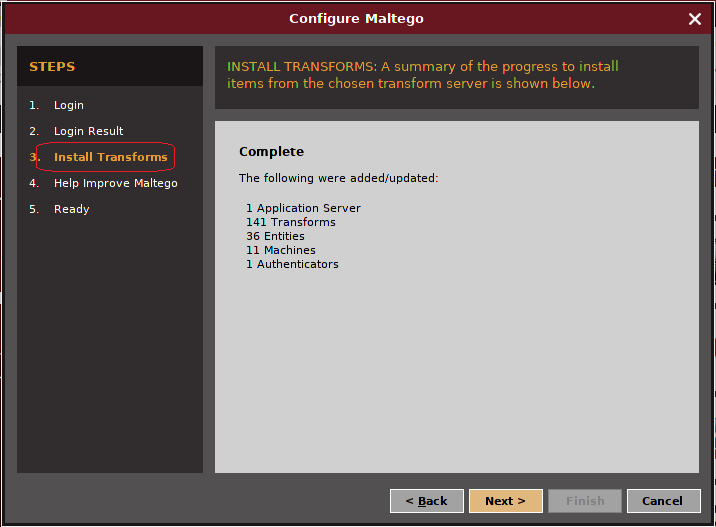 Configure Maltego
STEPS
1. Login
2. Login Result
3. Install Transforms
4. Help Improve Maltego
5. Ready
INSTALL TRANSFORMS: A summary of the progress to install
items from the chosen transform server is shown below.
Complete
The following were added/updated:
1 Application Server
141 Transforms
36 Entities
11 Machines
1 Authenticators
< Back
Next >
Finish
Cancel